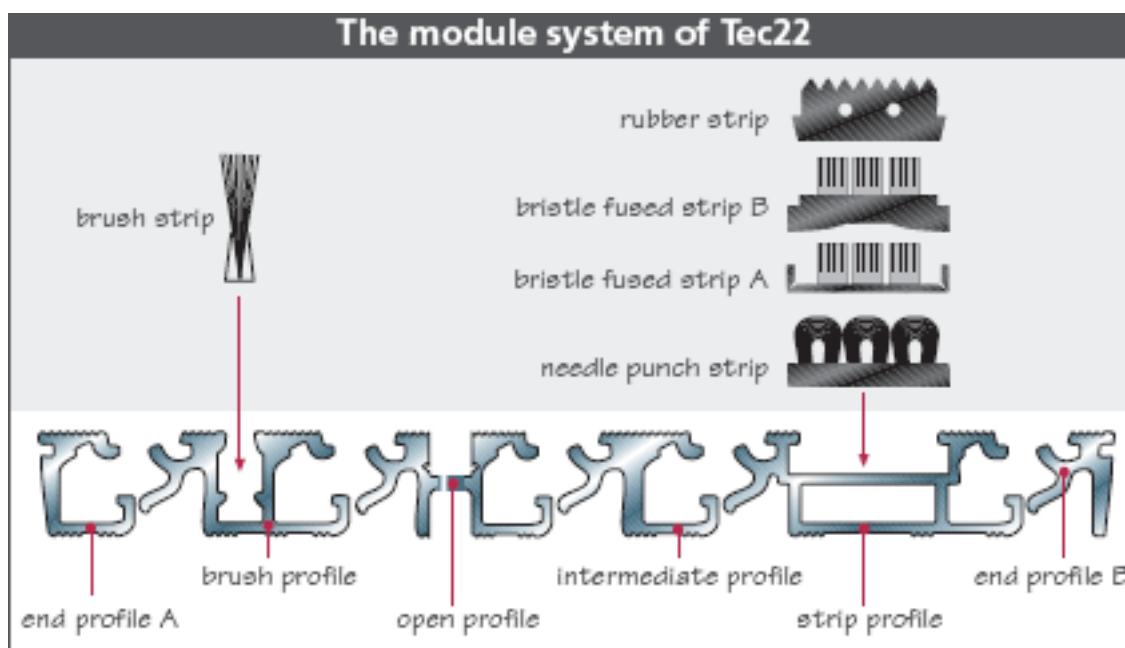 The module system of Tec22
rubber strip
bristle fused strip B
brush strip
bristle fused strip A
needle punch strip
brush profile
intermediate profile
end profile B
end profile A
open profile
strip profile